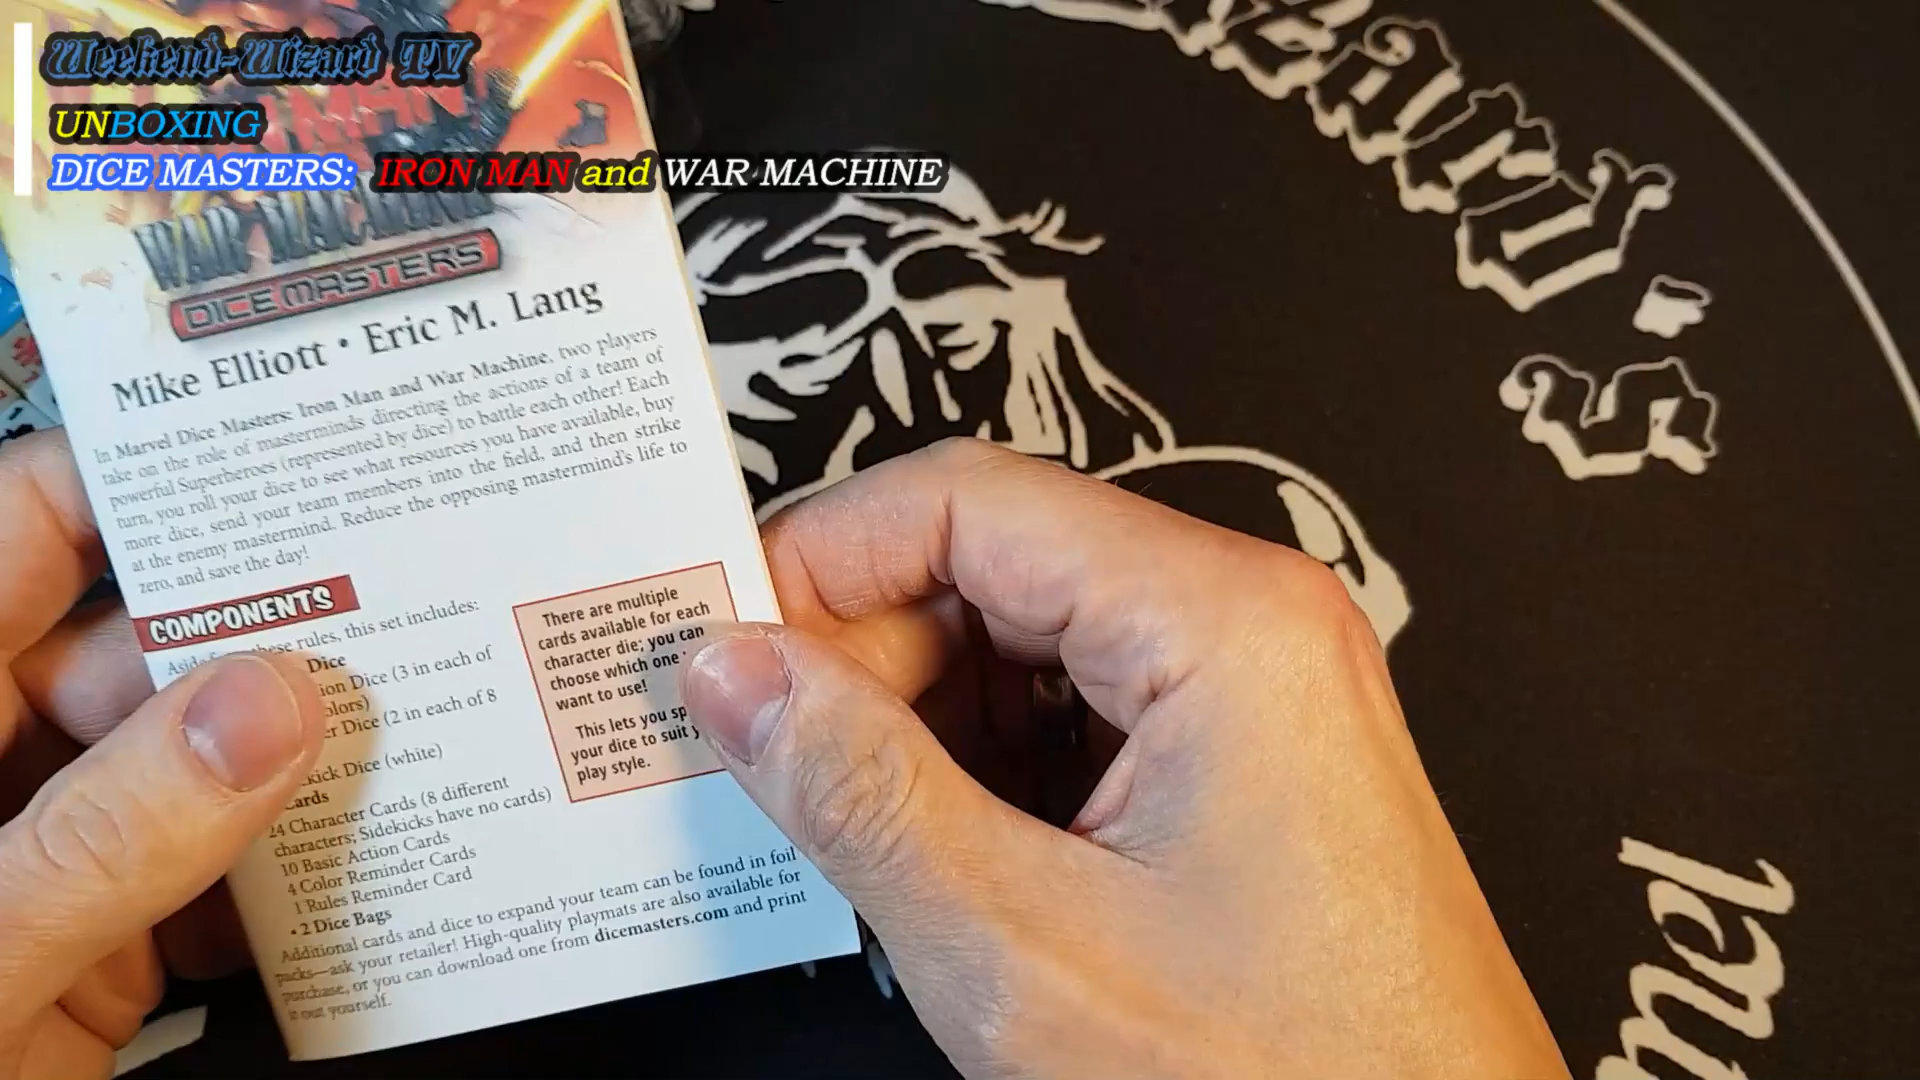 Weekend-Wizard TV
UNBOXING
DICE MASTERS: IRON MAN and WAR MACHINE
WAR MACHINE
DICE MASTERS
Mike Elliott • Eric M. Lang
In Marvel Dice Masters: Iron Man and War Machine, two players
take on the role of masterminds directing the actions of a team of
powerful Superheroes (represented by dice) to battle each other! Each
turn, you roll your dice to see what resources you have available, buy
more dice, send your team members into the field, and then strike
at the enemy mastermind. Reduce the opposing mastermind's life to
zero, and save the day!
COMPONENTS
these rules, this set includes:
Dice
Dice (3 in each of
Dice (2 in each of 8
Dice (white)
Cards
24 Character Cards (8 different
characters; Sidekicks have no cards)
10 Basic Action Cards
4 Color Reminder Cards
1 Rules Reminder Card
• 2 Dice Bags
There are multiple
cards available for each
character die; you can
choose which one
want to use!
This lets you
your dice to suit
play style.
Additional cards and dice to expand your team can be found in foil
packs—ask your retailer! High-quality playmats are also available for
purchase, or you can download one from dicemasters.com and print
it out yourself.